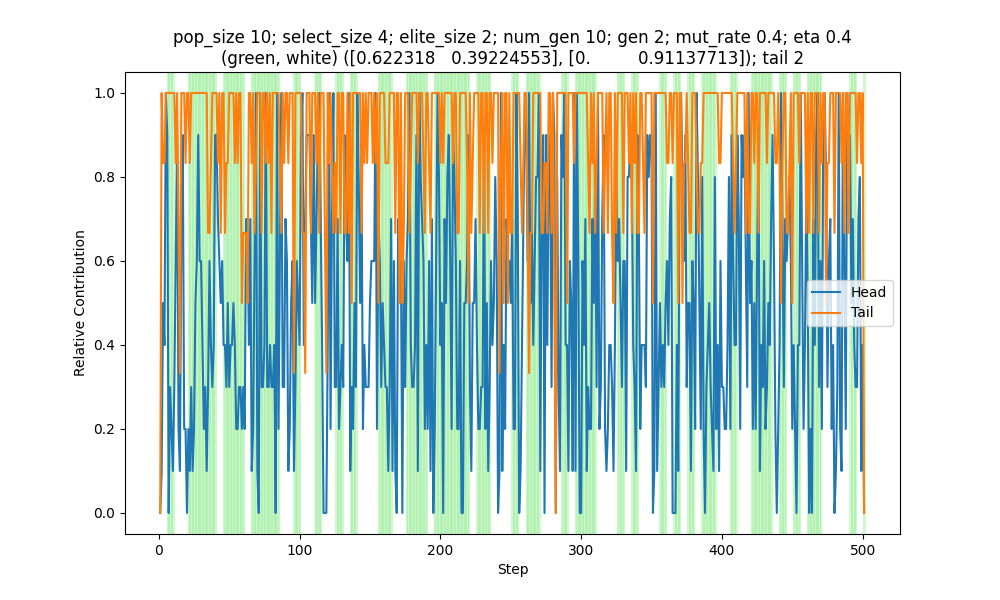 pop_size 10; select_size 4; elite_size 2; num_gen 10; gen 2; mut_rate 0.4; eta 0.4
(green, white) ([0.622318 0.39224553], [0. 0.91137713]); tail 2
1.0
0.8
0.6
0.4
0.2
0.0
Relative Contribution
Head
Tail
0 100 200 300 400 500
Step